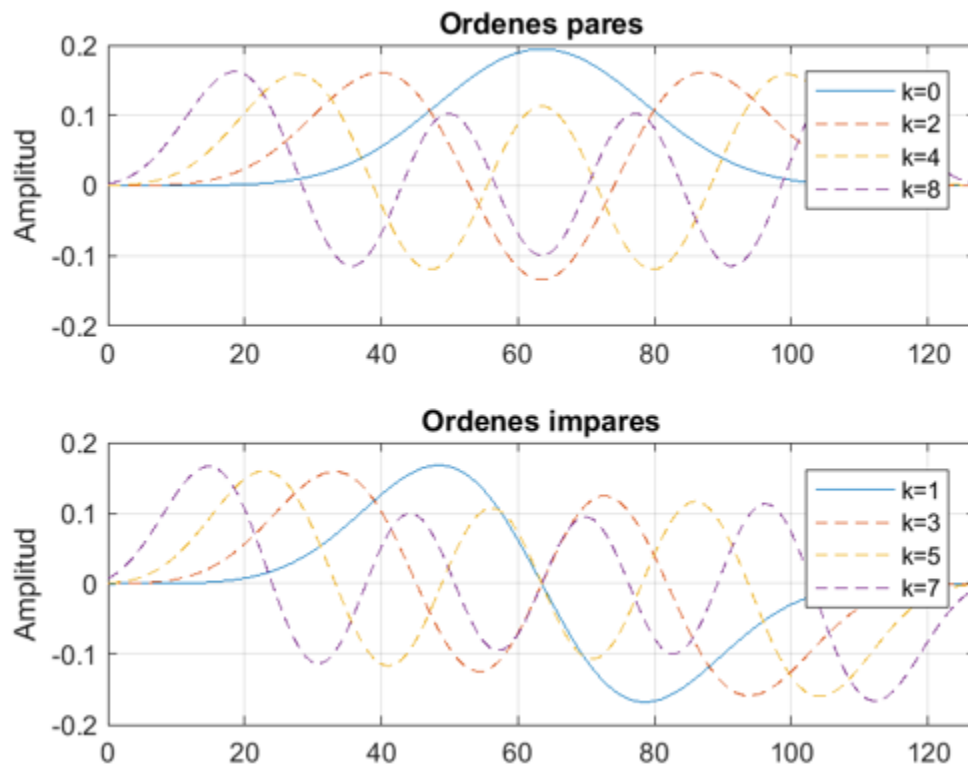 Ordenes pares
Amplitud
0.2
0.1
0
-0.1
-0.2
0 20 40 60 80 100 120
k=0
k=2
k=4
k=8
Ordenes impares
Amplitud
0.2
0.1
0
-0.1
-0.2
0 20 40 60 80 100 120
k=1
k=3
k=5
k=7